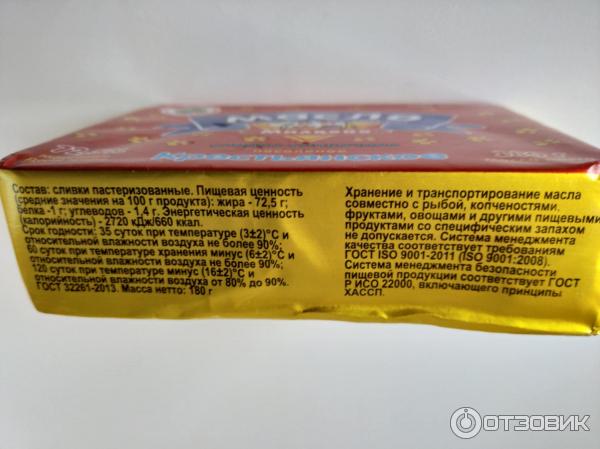 масло
Крестьянское
Состав: сливки пастеризованные. Пищевая ценность
(средние значения на 100 г продукта): жира - 72,5 г;
белка -1 г; углеводов - 1,4 г. Энергетическая ценность
(калорийность) - 2720 кДж/660 ккал.
Срок годности: 35 суток при температуре (3±2)°С и
относительной влажности воздуха не более 90%;
60 суток при температуре хранения минус (6±2)°С и
относительной влажности воздуха не более 90%;
120 суток при температуре минус (16±2)°С и
относительной влажности воздуха от 80% до 90%.
ГОСТ 32261-2013. Масса нетто: 180 г
Хранение и транспортирование масла
совместно с рыбой, копченостями,
фруктами, овощами и другими пищевыми
продуктами со специфическим запахом
не допускается. Система менеджмента
качества соответствует требованиям
ГОСТ ISO 9001-2011 (ISO 9001:2008).
Система менеджмента безопасности
пищевой продукции соответствует ГОСТ
Р ИСО 22000, включающего принципы
ХАССП.
ОТЗОВИК